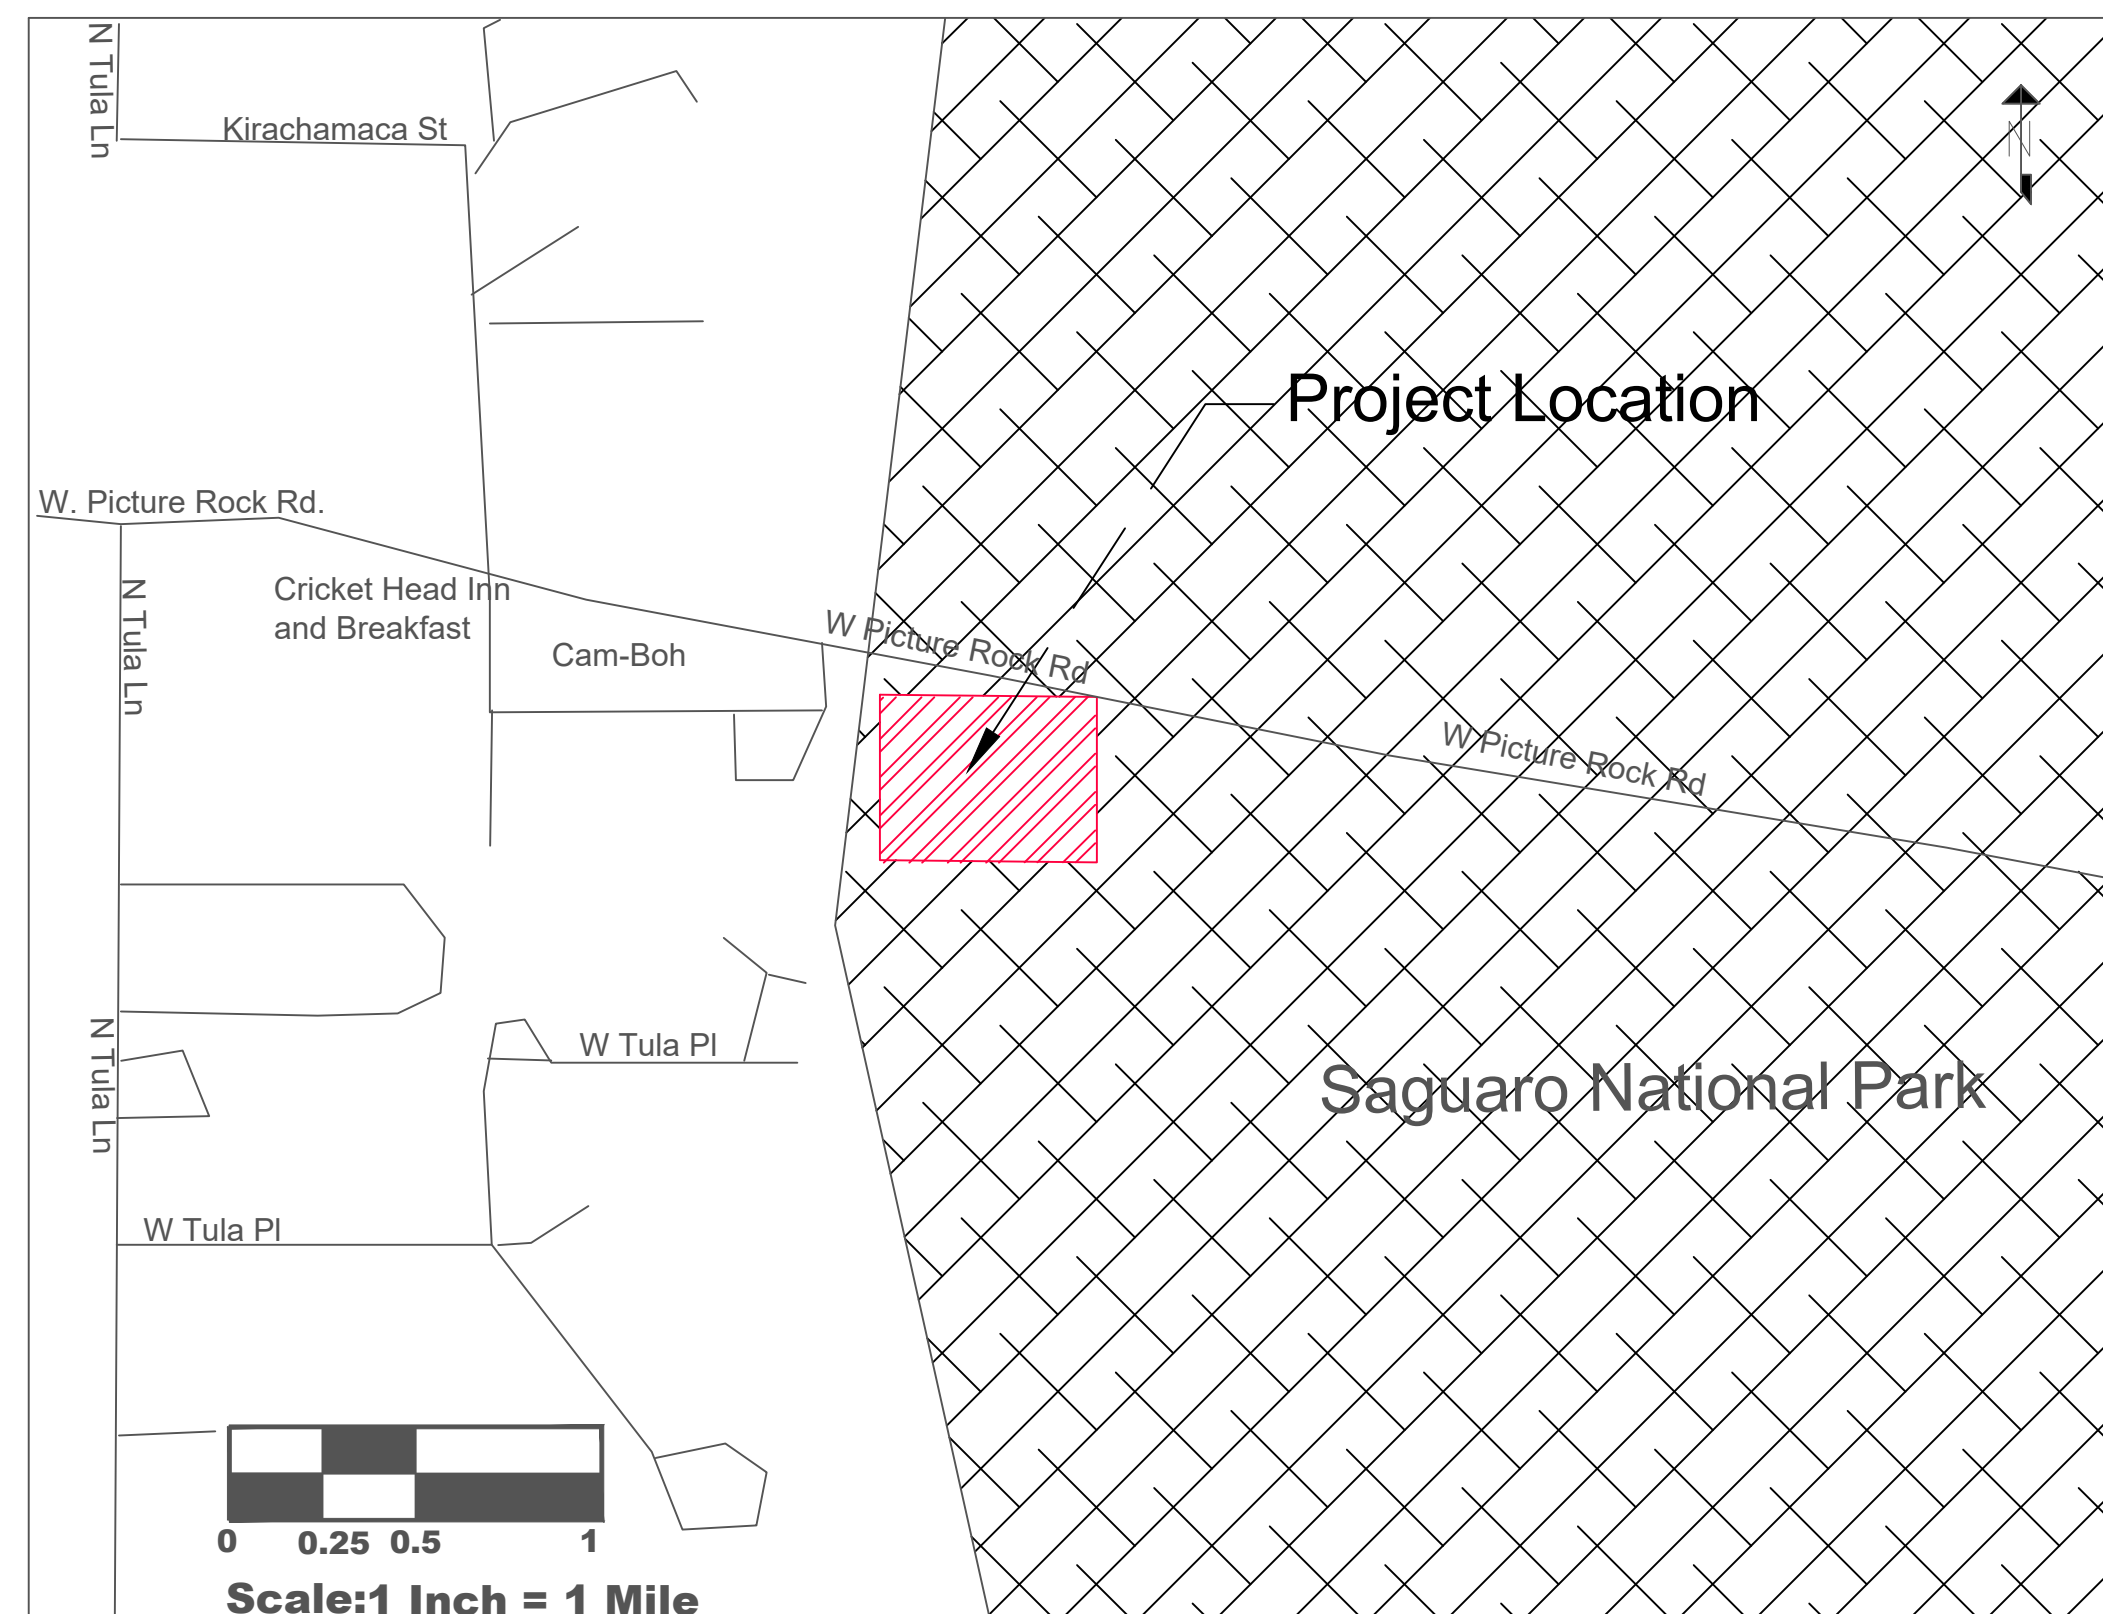 N Tula Ln
Kirachamaca St
N
Project Location
W. Picture Rock Rd.
Cricket Head Inn
and Breakfast
N Tula Ln
Cam-Boh
W Picture Rock Rd
W Picture Rock Rd
N Tula Ln
W Tula Pl
Saguaro National Park
W Tula Pl
0 0.25 0.5 1
Scale:1 Inch = 1 Mile